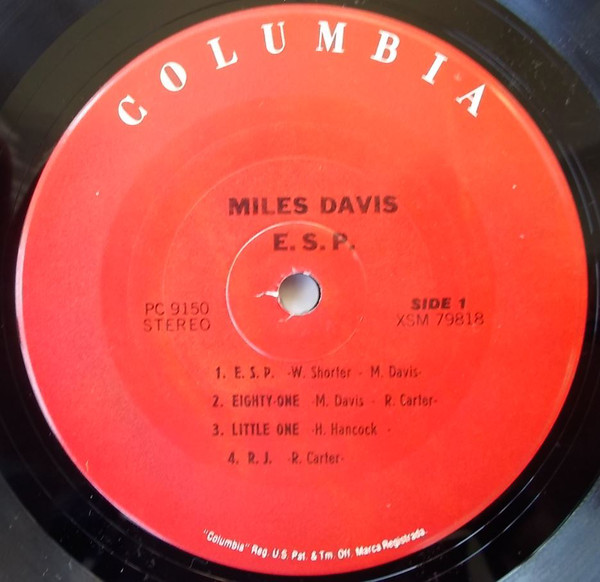 COLUMBIA
MILES DAVIS
E. S. P.
PC 9150
STEREO
SIDE 1
XSM 79818
1. E. S. P. -W. Shorter - M. Davis-
2. EIGHTY-ONE -M. Davis - R. Carter-
3. LITTLE ONE -H. Hancock -
4. R. J. -R. Carter-
"Columbia" Reg. U.S. Pat. & Tm. Off. Marca Registrada.